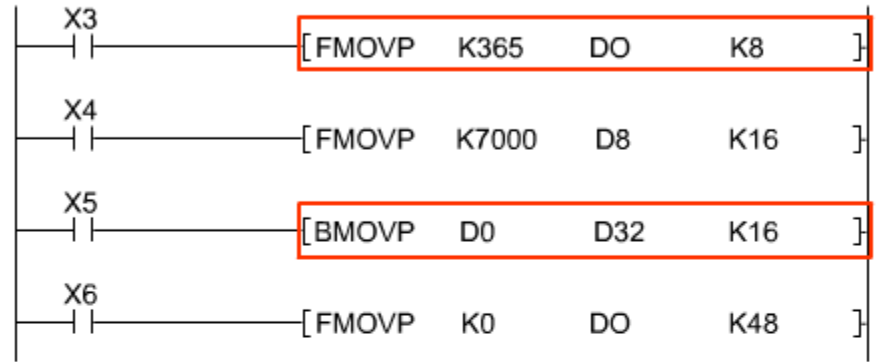 X3
[FMOVP K365 DO K8 ]
X4
[FMOVP K7000 D8 K16 ]
X5
[BMOVP D0 D32 K16 ]
X6
[FMOVP K0 DO K48 ]